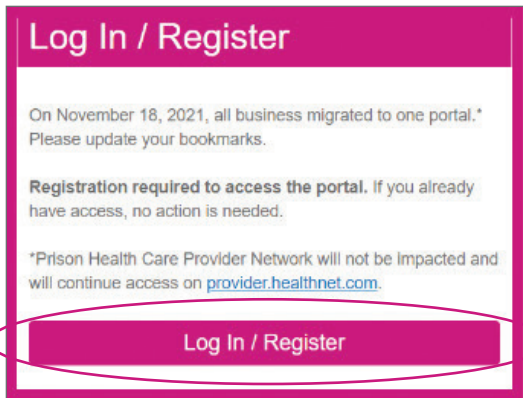 Log In / Register
On November 18, 2021, all business migrated to one portal.*
Please update your bookmarks.
Registration required to access the portal. If you already
have access, no action is needed.
*Prison Health Care Provider Network will not be impacted and
will continue access on provider.healthnet.com.
Log In / Register